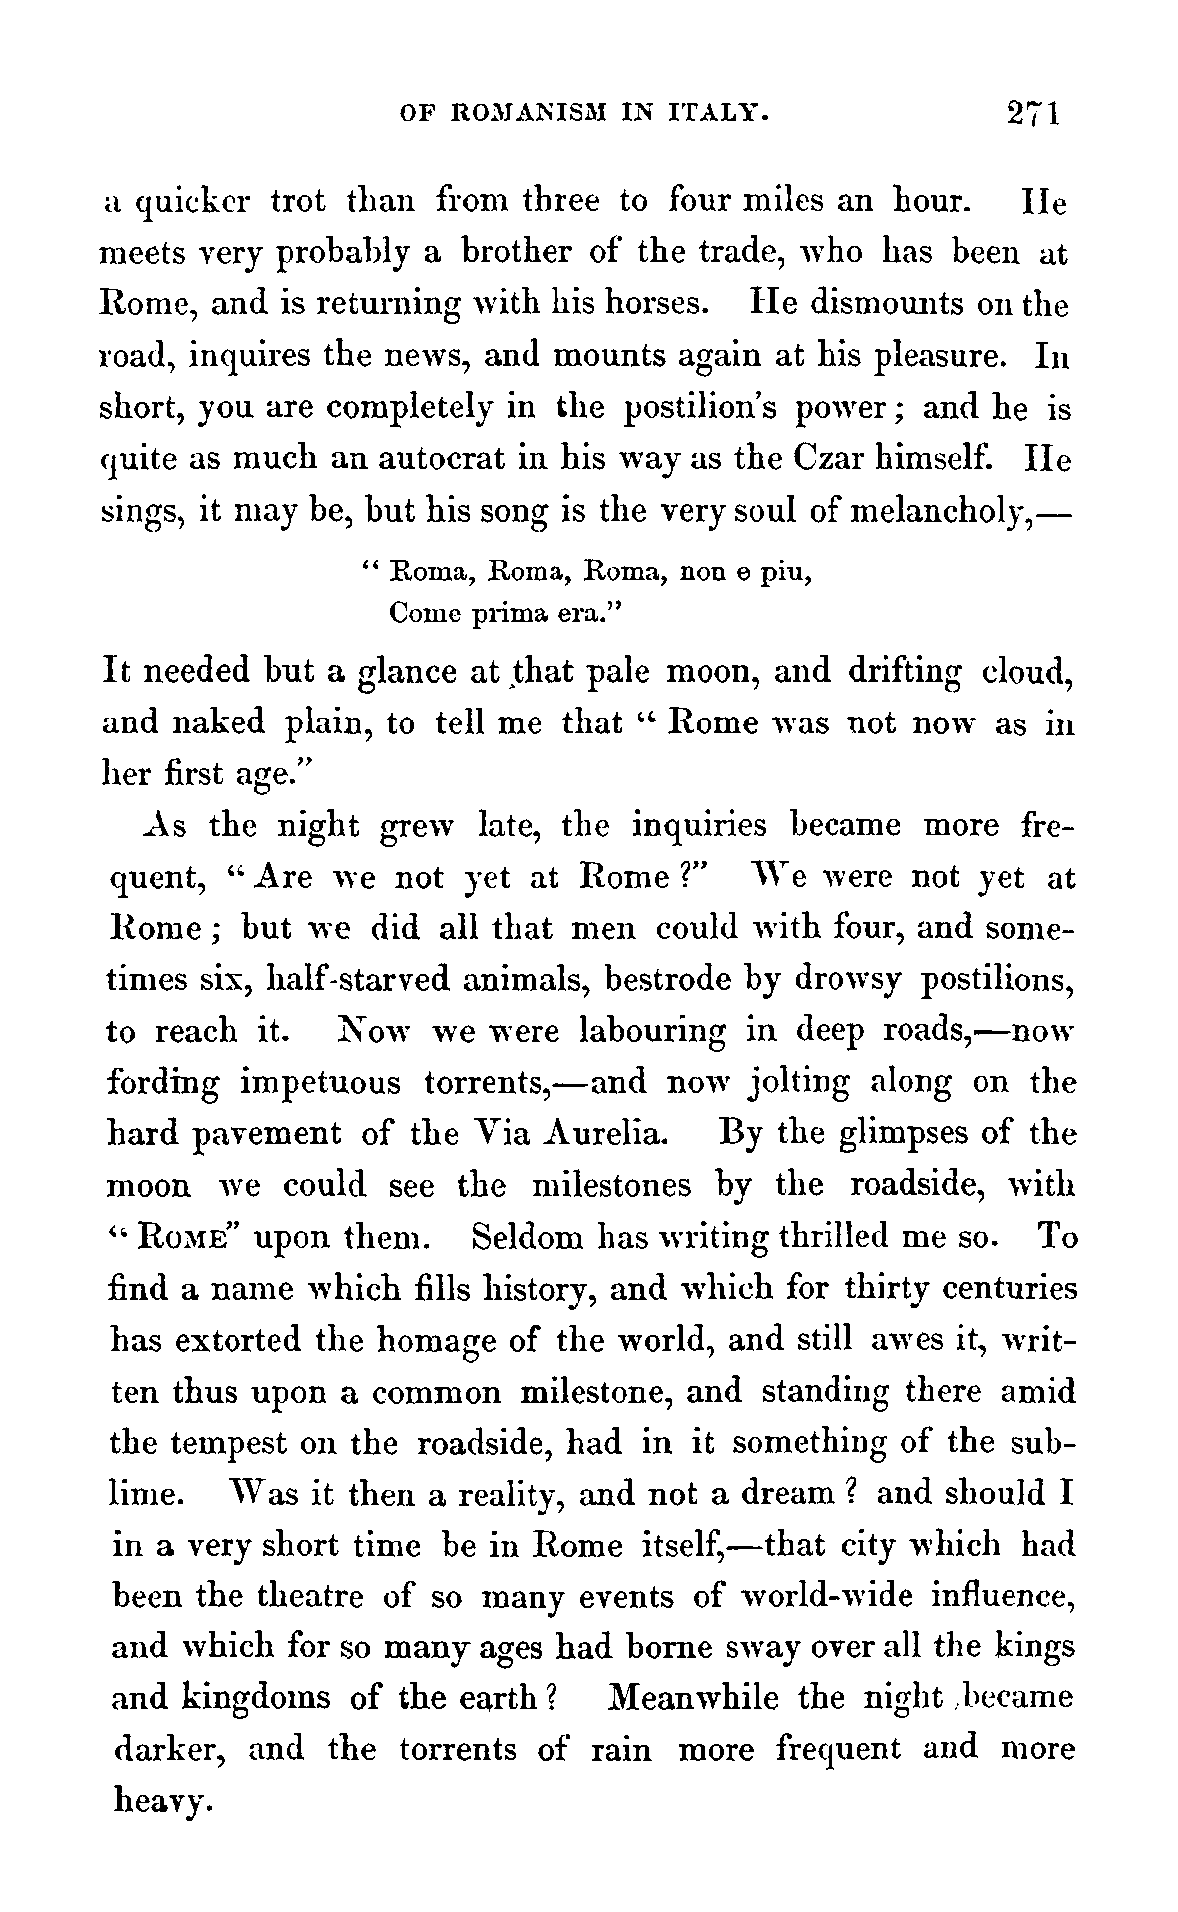 OF ROMANISM IN ITALY. 271
a quicker trot than from three to four miles an hour. He
meets very probably a brother of the trade, who has been at
Rome, and is returning with his horses. He dismounts on the
road, inquires the news, and mounts again at his pleasure. In
short, you are completely in the postilion's power; and he is
quite as much an autocrat in his way as the Czar himself. He
sings, it may be, but his song is the very soul of melancholy,—
" Roma, Roma, Roma, non e piu,
Come prima era."
It needed but a glance at that pale moon, and drifting cloud,
and naked plain, to tell me that " Rome was not now as in
her first age."
As the night grew late, the inquiries became more fre-
quent, " Are we not yet at Rome?" We were not yet at
Rome; but we did all that men could with four, and some-
times six, half-starved animals, bestrode by drowsy postilions,
to reach it. Now we were labouring in deep roads,—now
fording impetuous torrents,—and now jolting along on the
hard pavement of the Via Aurelia. By the glimpses of the
moon we could see the milestones by the roadside, with
" ROME" upon them. Seldom has writing thrilled me so. To
find a name which fills history, and which for thirty centuries
has extorted the homage of the world, and still awes it, writ-
ten thus upon a common milestone, and standing there amid
the tempest on the roadside, had in it something of the sub-
lime. Was it then a reality, and not a dream? and should I
in a very short time be in Rome itself,—that city which had
been the theatre of so many events of world-wide influence,
and which for so many ages had borne sway over all the kings
and kingdoms of the earth? Meanwhile the night became
darker, and the torrents of rain more frequent and more
heavy.